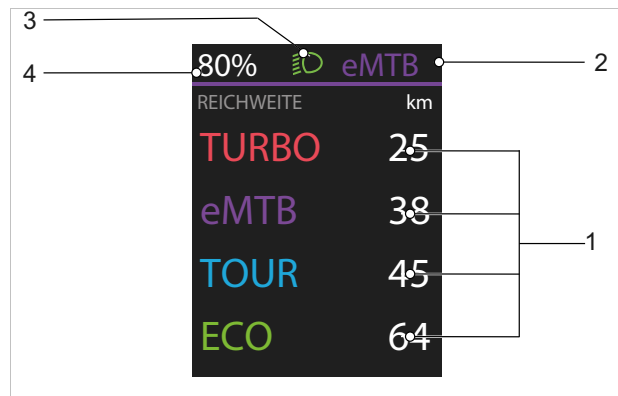 3
4
80% eMTB
2
REICHWEITE km
TURBO 25
eMTB 38
1
TOUR 45
ECO 64